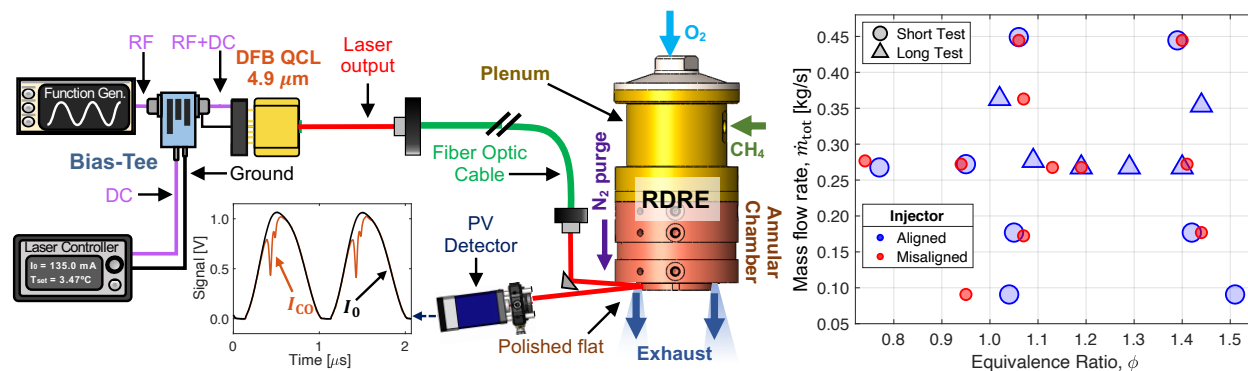 RF
RF+DC
DFB QCL
4.9 μm
Laser
output
Function Gen.
Bias-Tee
Ground
DC
Laser Controller
I₀ = 135.0 mA
Tset = 3.47ºC
Fiber Optic
Cable
Plenum
O₂
CH₄
N₂ purge
RDRE
Annular
Chamber
PV
Detector
Polished flat
Exhaust
Signal [V]
1.0
0.5
0.0
I_CO
I₀
0
1
2
Time [μs]
Short Test
Long Test
Injector
Aligned
Misaligned
Mass flow rate, ṁ_tot [kg/s]
0.45
0.40
0.35
0.30
0.25
0.20
0.15
0.10
0.05
0.8 0.9 1.0 1.1 1.2 1.3 1.4 1.5
Equivalence Ratio, ϕ